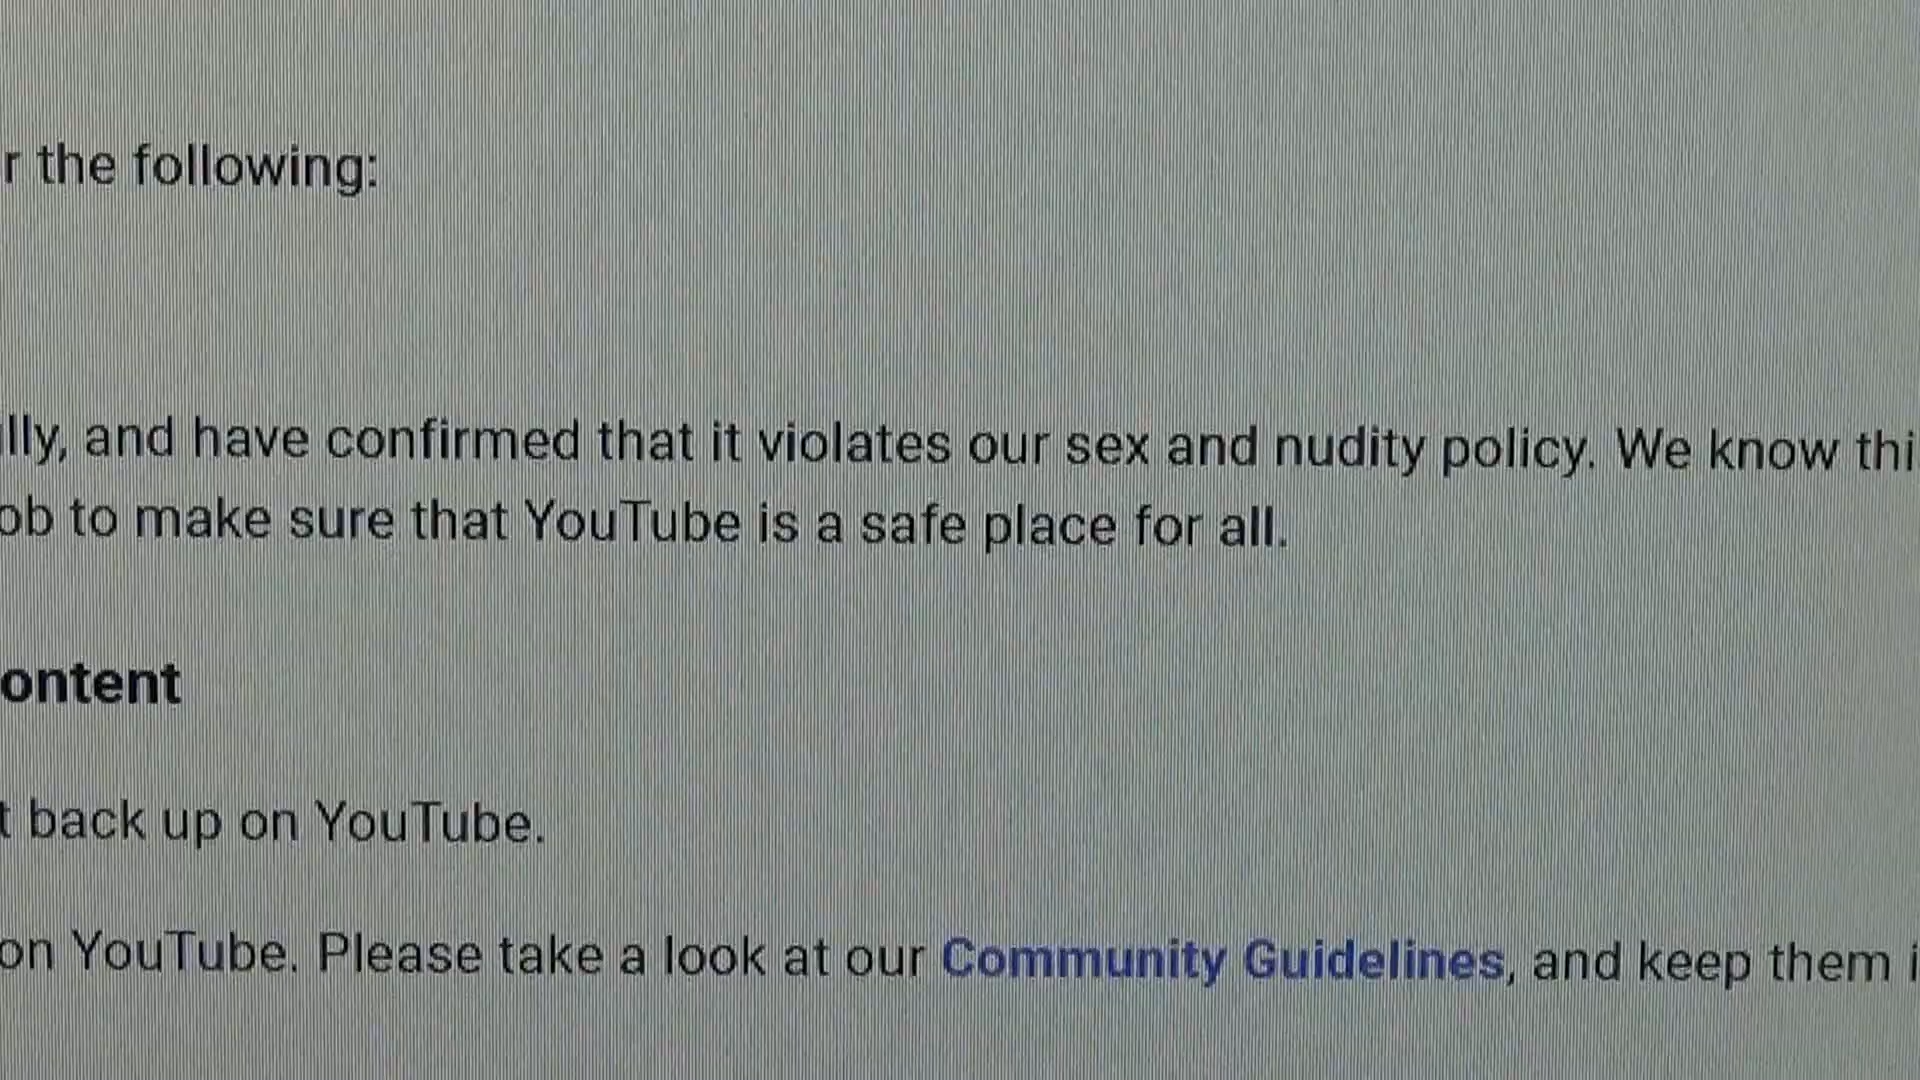 r the following:
lly, and have confirmed that it violates our sex and nudity policy. We know thi
ob to make sure that YouTube is a safe place for all.
ontent
t back up on YouTube.
on YouTube. Please take a look at our Community Guidelines, and keep them i